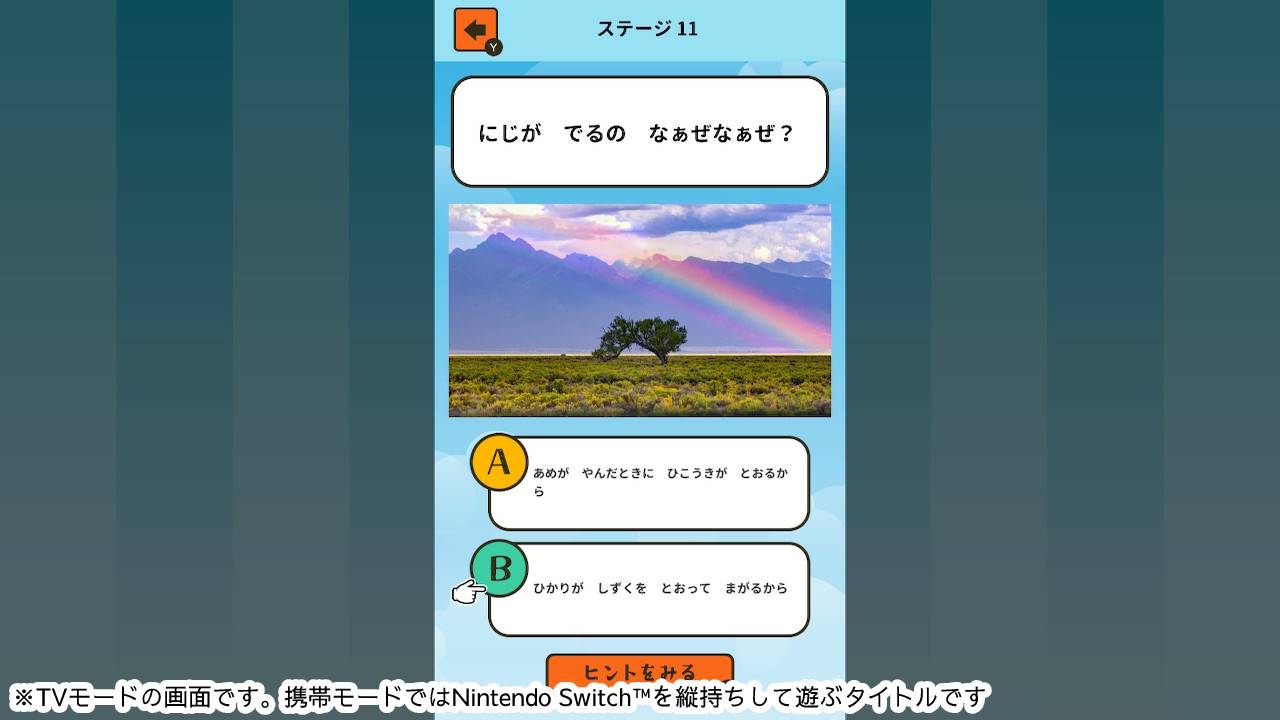 ステージ 11
Y
にじが　でるの　なぁぜなぁぜ？
A
あめが　やんだときに　ひこうきが　とおるか
ら
B
ひかりが　しずくを　とおって　まがるから
ヒントをみる
※TVモードの画面です。携帯モードではNintendo Switch™を縦持ちして遊ぶタイトルです